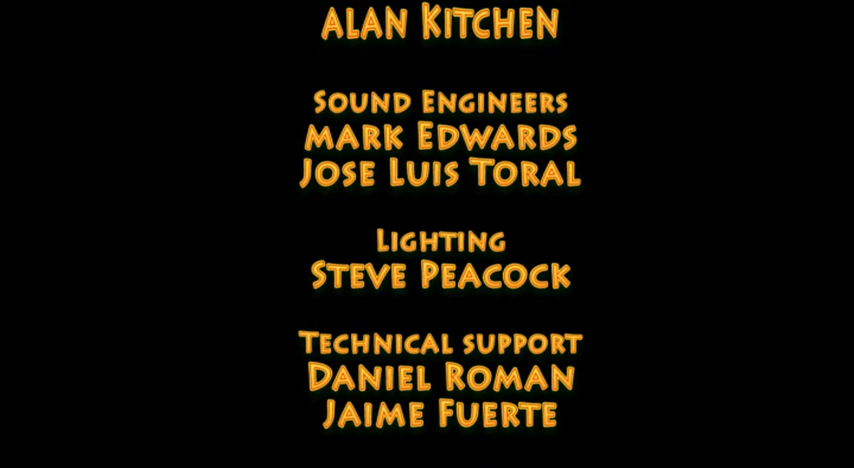 ALAN KITCHEN
SOUND ENGINEERS
MARK EDWARDS
JOSE LUIS TORAL
LIGHTING
STEVE PEACOCK
TECHNICAL SUPPORT
DANIEL ROMAN
JAIME FUERTE